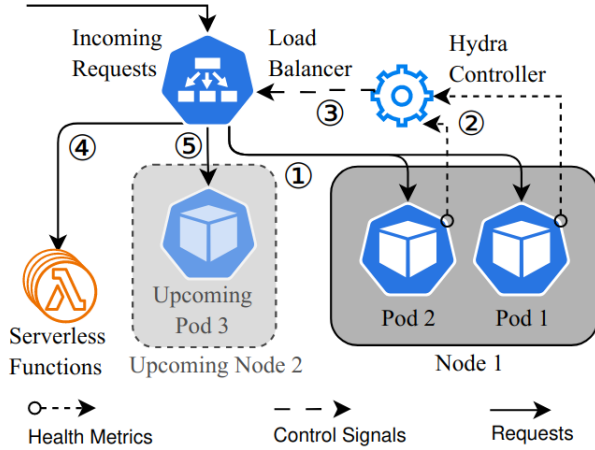 Incoming
Requests
Load
Balancer
Hydra
Controller
③
②
④
⑤
①
Upcoming
Pod 3
Pod 2
Pod 1
Serverless
Functions
Upcoming Node 2
Node 1
Health Metrics
Control Signals
Requests